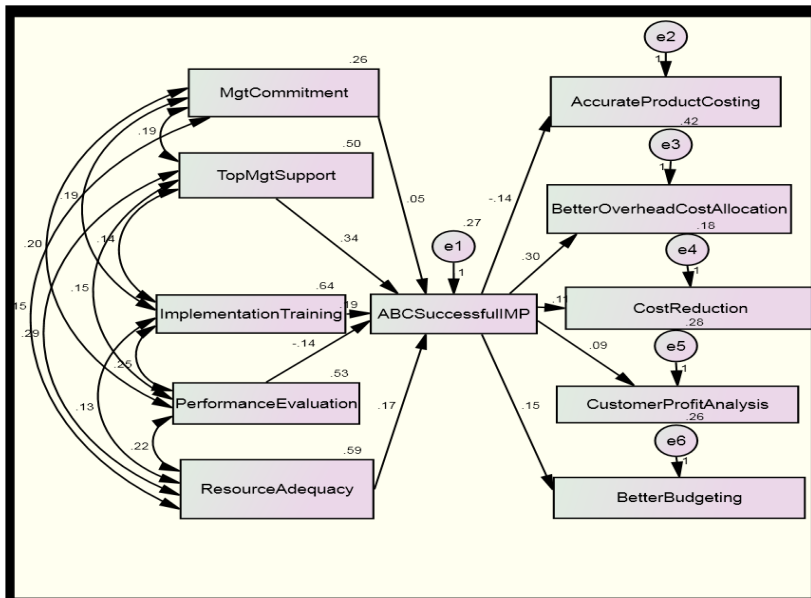 e2
.26
1
MgtCommitment
AccurateProductCosting
.42
.19
e3
.50
1
TopMgtSupport
BetterOverheadCostAllocation
.19
.05
-.14
.18
.27
.14
.34
e1
.30
e4
.20
1
1
.15
.64
.15
ImplementationTraining
.19
ABCSuccessfulIMP
.11
CostReduction
.29
-.14
.28
.25
.53
.09
e5
1
.13
PerformanceEvaluation
.17
.15
CustomerProfitAnalysis
.26
.22
.59
e6
1
ResourceAdequacy
BetterBudgeting